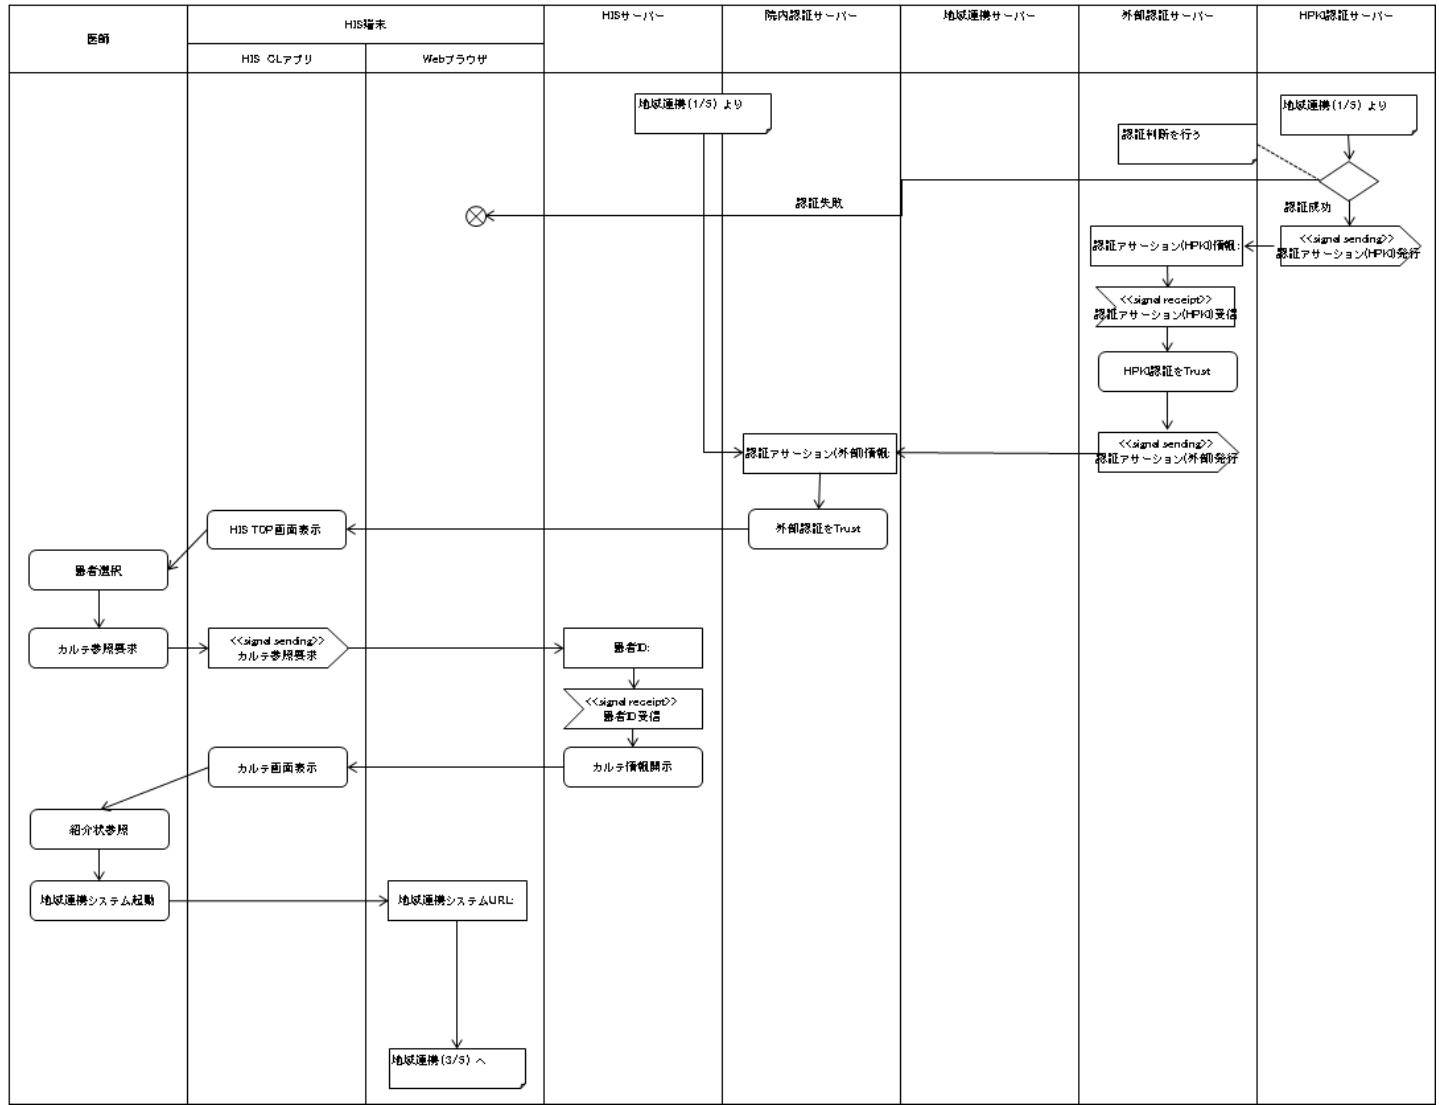 医師
HIS端末
HISサーバー
院内認証サーバー
地域連携サーバー
外部認証サーバー
HPKI認証サーバー
HIS CLアプリ
Webブラウザ
地域連携(1/5) より
地域連携(1/5) より
認証判断を行う
認証失敗
認証成功
<<signal sending>>
認証アサーション(HPKI)発行
認証アサーション(HPKI)情報:
<<signal receipt>>
認証アサーション(HPKI)受信
HPKI認証をTrust
<<signal sending>>
認証アサーション(外部)発行
認証アサーション(外部)情報:
外部認証をTrust
HIS TOP画面表示
患者選択
カルテ参照要求
<<signal sending>>
カルテ参照要求
患者ID:
<<signal receipt>>
患者ID受信
カルテ情報開示
カルテ画面表示
紹介状参照
地域連携システム起動
地域連携システムURL:
地域連携(3/5) へ